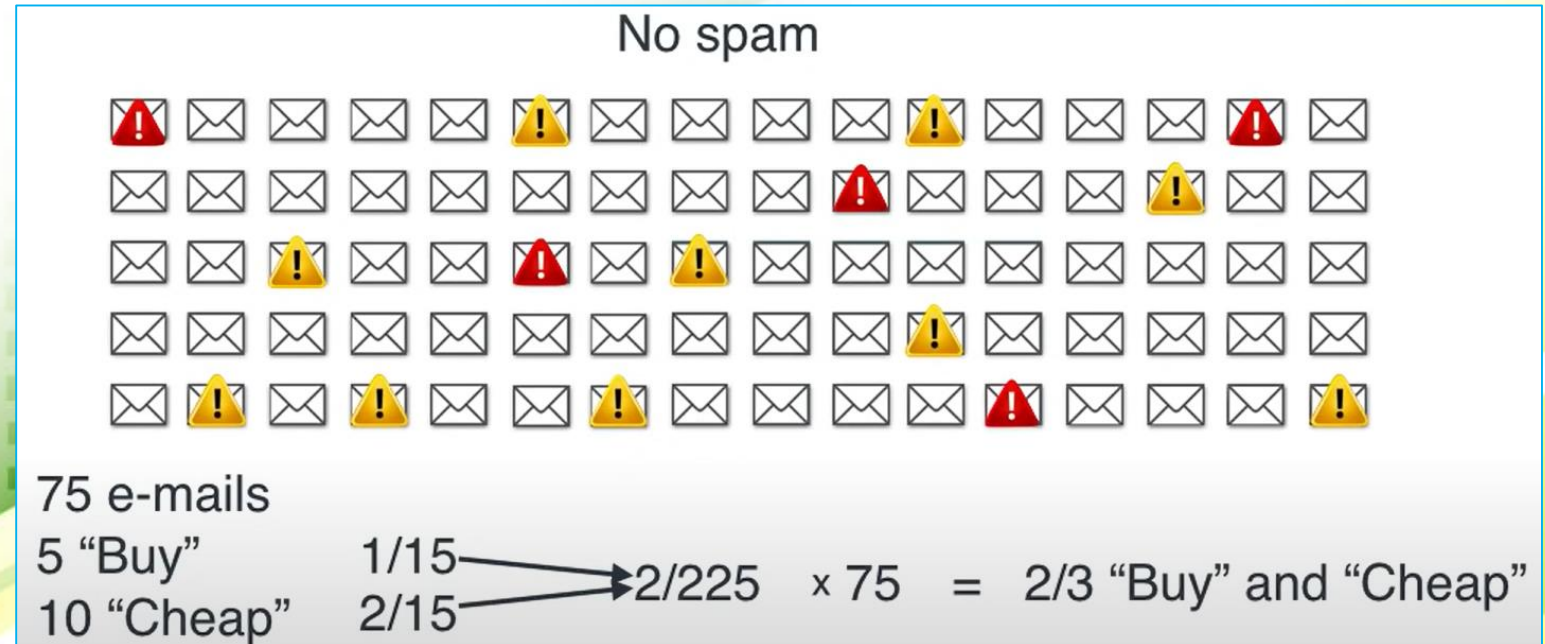 No spam
75 e-mails
5 “Buy” 1/15
10 “Cheap” 2/15
2/225 x 75 = 2/3 “Buy” and “Cheap”